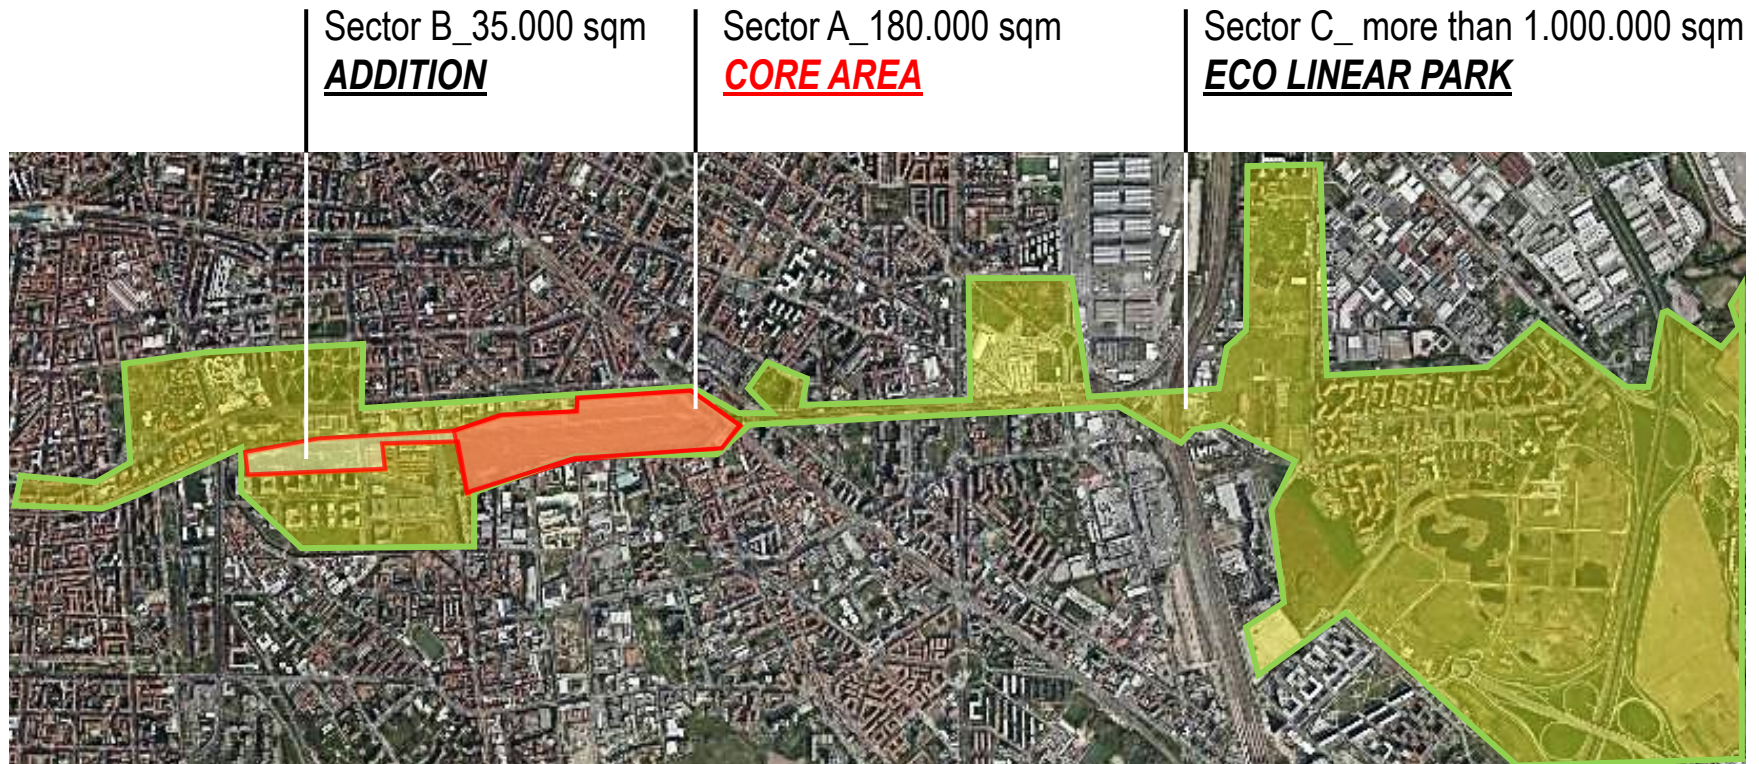 Sector B_35.000 sqm
ADDITION
Sector A_180.000 sqm
CORE AREA
Sector C_ more than 1.000.000 sqm
ECO LINEAR PARK